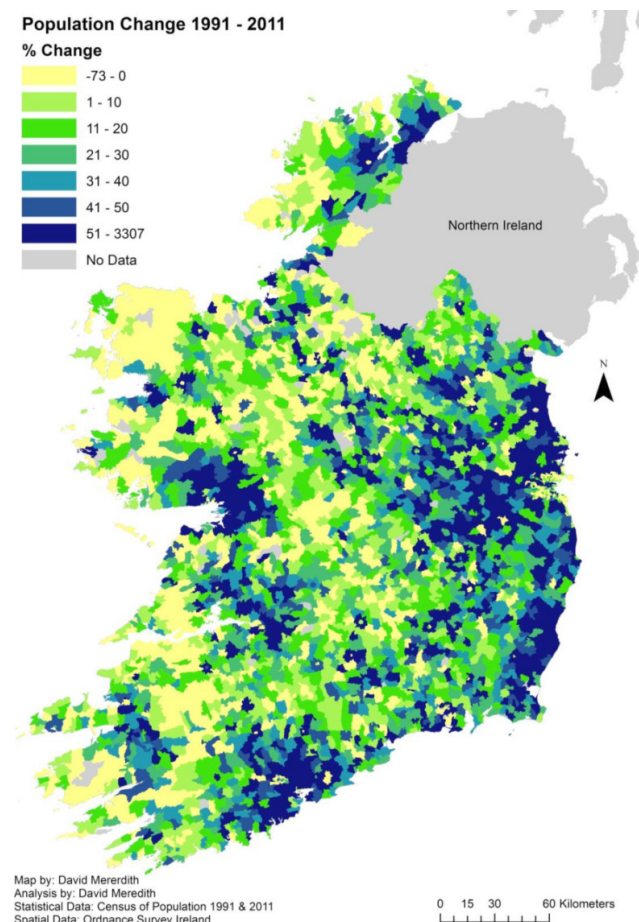 Population Change 1991 - 2011
% Change
-73 - 0
1 - 10
11 - 20
21 - 30
31 - 40
41 - 50
51 - 3307
No Data
Northern Ireland
N
Map by: David Mererdith
Analysis by: David Meredith
Statistical Data: Census of Population 1991 & 2011
Spatial Data: Ordnance Survey Ireland
0 15 30 60 Kilometers